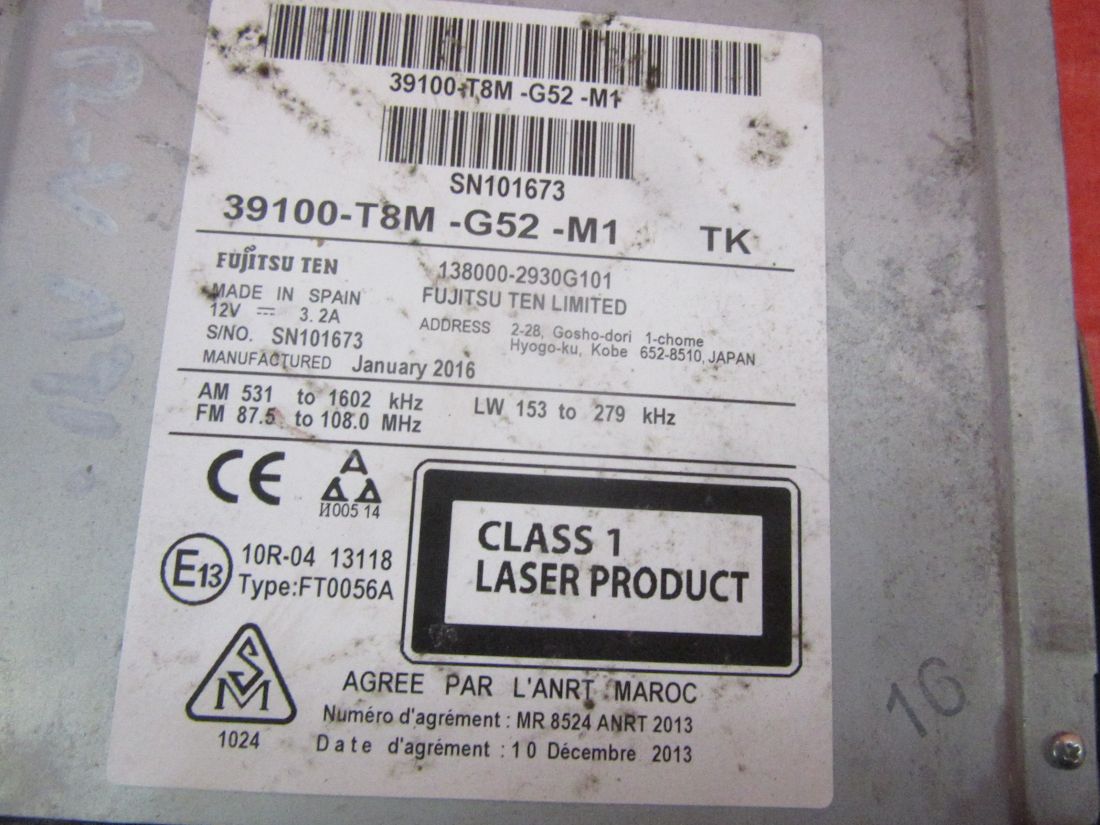 39100-T8M -G52 -M1
SN101673
39100-T8M -G52 -M1 TK
FUJITSU TEN 138000-2930G101
MADE IN SPAIN FUJITSU TEN LIMITED
12V ⎓ 3.2A ADDRESS 2-28, Gosho-dori 1-chome
S/NO. SN101673 Hyogo-ku, Kobe 652-8510, JAPAN
MANUFACTURED January 2016
AM 531 to 1602 kHz LW 153 to 279 kHz
FM 87.5 to 108.0 MHz
CE
И005 14
E13 10R-04 13118
Type:FT0056A
CLASS 1
LASER PRODUCT
SM
1024
AGREE PAR L'ANRT MAROC
Numéro d'agrément : MR 8524 ANRT 2013
Date d'agrément : 10 Décembre 2013
16